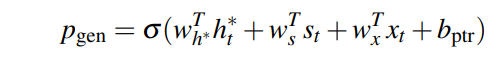 p_gen = σ(w_{h*}^T h_t^* + w_s^T s_t + w_x^T x_t + b_ptr)